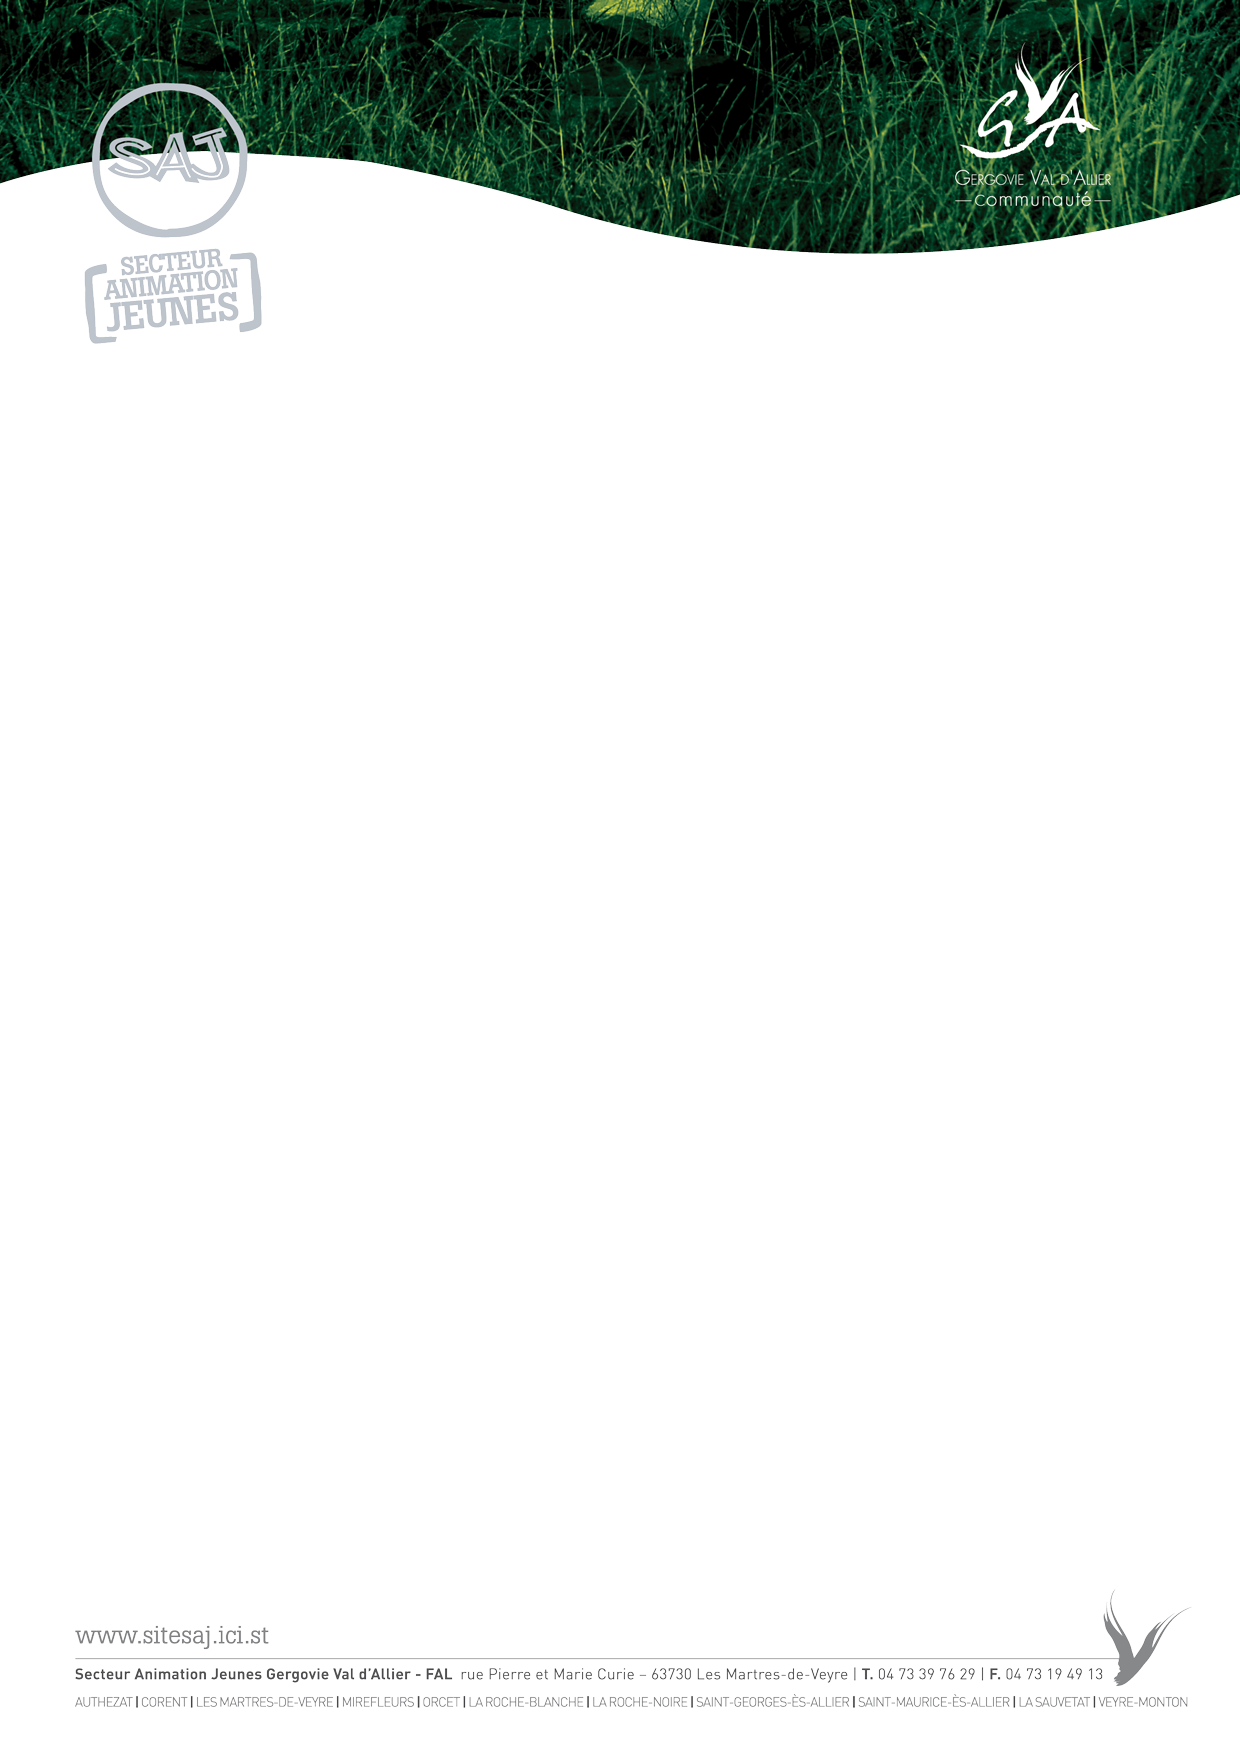 SAJ
GVA
GERGOVIE VAL D'ALLIER
communauté
SECTEUR
ANIMATION
JEUNES
www.sitesaj.ici.st
Secteur Animation Jeunes Gergovie Val d’Allier - FAL rue Pierre et Marie Curie – 63730 Les Martres-de-Veyre | T. 04 73 39 76 29 | F. 04 73 19 49 13
AUTHEZAT | CORENT | LES MARTRES-DE-VEYRE | MIREFLEURS | ORCET | LA ROCHE-BLANCHE | LA ROCHE-NOIRE | SAINT-GEORGES-ÈS-ALLIER | SAINT-MAURICE-ÈS-ALLIER | LA SAUVETAT | VEYRE-MONTON